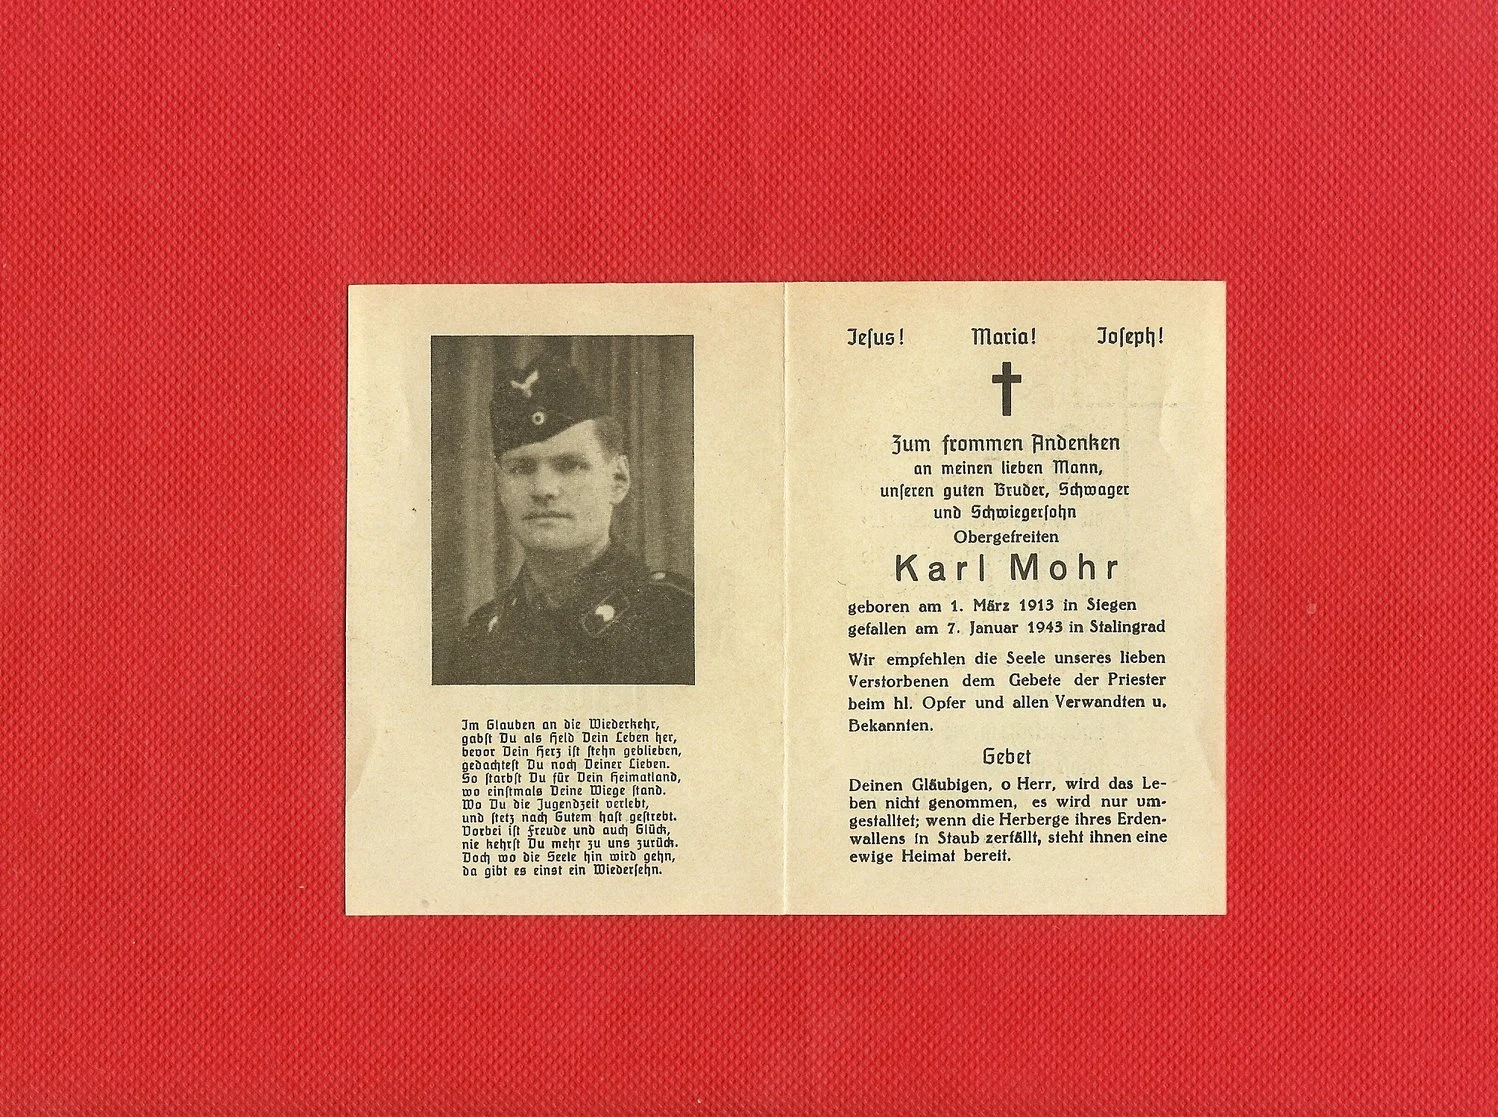 Im Glauben an die Wiederkehr,
gabst Du als Held Dein Leben her,
bevor Dein Herz ist stehn geblieben,
gedachtest Du noch Deiner Lieben.
So starbst Du für Dein Heimatland,
wo einstmals Deine Wiege stand.
Wo Du die Jugendzeit verlebt,
und stetz nach Gutem hast gestrebt.
Vorbei ist Freude und auch Glück,
nie kehrst Du mehr zu uns zurück.
Doch wo die Seele hin wird gehn,
da gibt es einst ein Wiedersehn.
Jesus! Maria! Joseph!
Zum frommen Andenken
an meinen lieben Mann,
unseren guten Bruder, Schwager
und Schwiegersohn
Obergefreiten
Karl Mohr
geboren am 1. März 1913 in Siegen
gefallen am 7. Januar 1943 in Stalingrad
Wir empfehlen die Seele unseres lieben
Verstorbenen dem Gebete der Priester
beim hl. Opfer und allen Verwandten u.
Bekannten.
Gebet
Deinen Gläubigen, o Herr, wird das Le-
ben nicht genommen, es wird nur um-
gestalltet; wenn die Herberge ihres Erden-
wallens in Staub zerfällt, steht ihnen eine
ewige Heimat bereit.